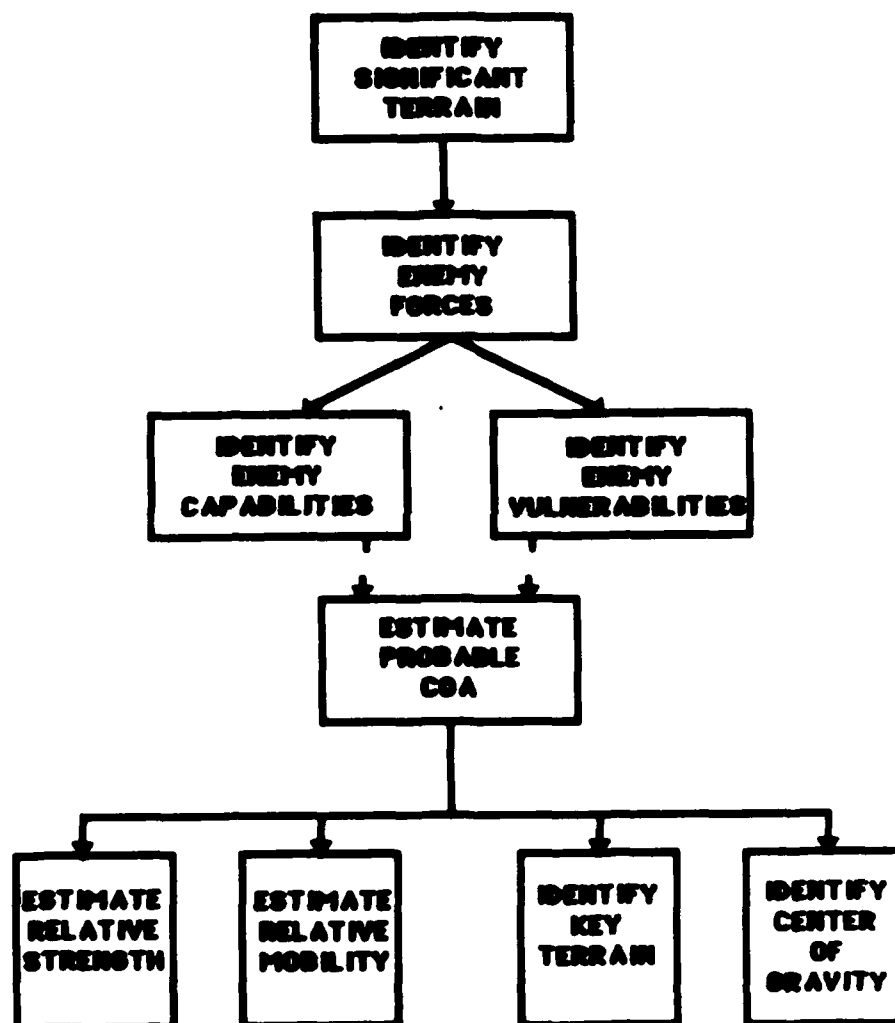 IDENTIFY
SIGNIFICANT
TERRAIN
IDENTIFY
ENEMY
FORCES
IDENTIFY
ENEMY
CAPABILITIES
IDENTIFY
ENEMY
VULNERABILITIES
ESTIMATE
PROBABLE
COA
ESTIMATE
RELATIVE
STRENGTH
ESTIMATE
RELATIVE
MOBILITY
IDENTIFY
KEY
TERRAIN
IDENTIFY
CENTER
OF
GRAVITY